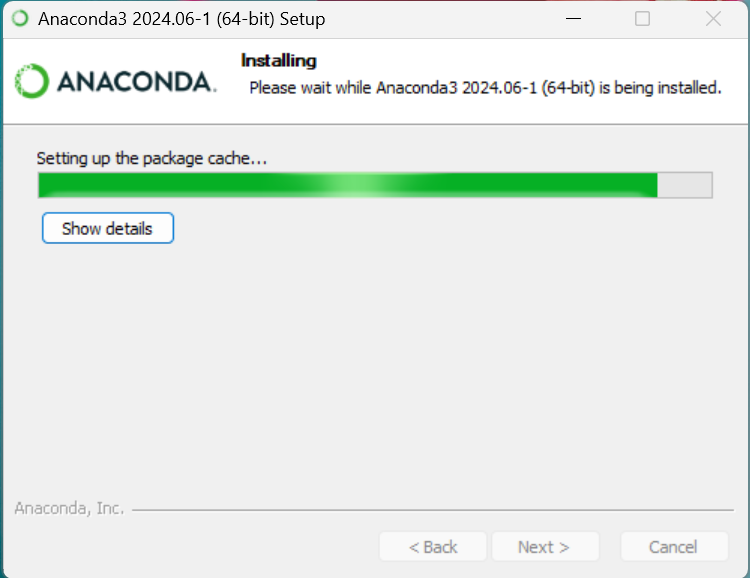 Anaconda3 2024.06-1 (64-bit) Setup
ANACONDA.
Installing
Please wait while Anaconda3 2024.06-1 (64-bit) is being installed.
Setting up the package cache...
Show details
Anaconda, Inc.
< Back
Next >
Cancel